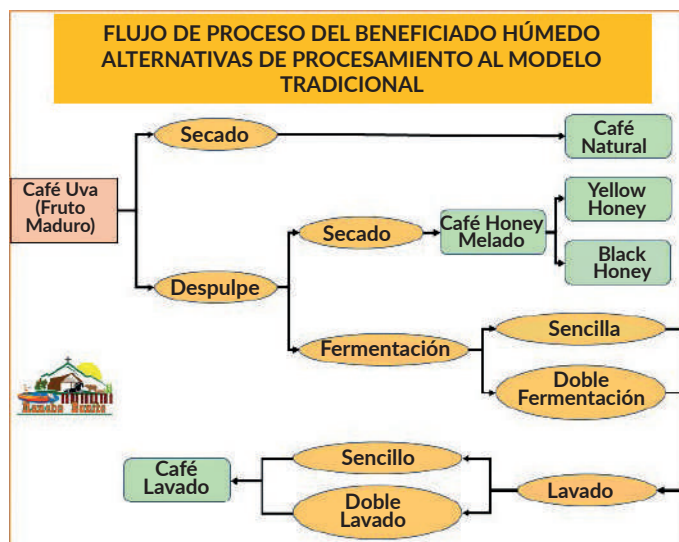 FLUJO DE PROCESO DEL BENEFICIADO HÚMEDO
ALTERNATIVAS DE PROCESAMIENTO AL MODELO
TRADICIONAL
Secado
Café
Natural
Café Uva
(Fruto
Maduro)
Yellow
Honey
Secado
Café Honey
Melado
Black
Honey
Despulpe
Sencilla
Fermentación
Doble
Fermentación
Sencillo
Café
Lavado
Lavado
Doble
Lavado